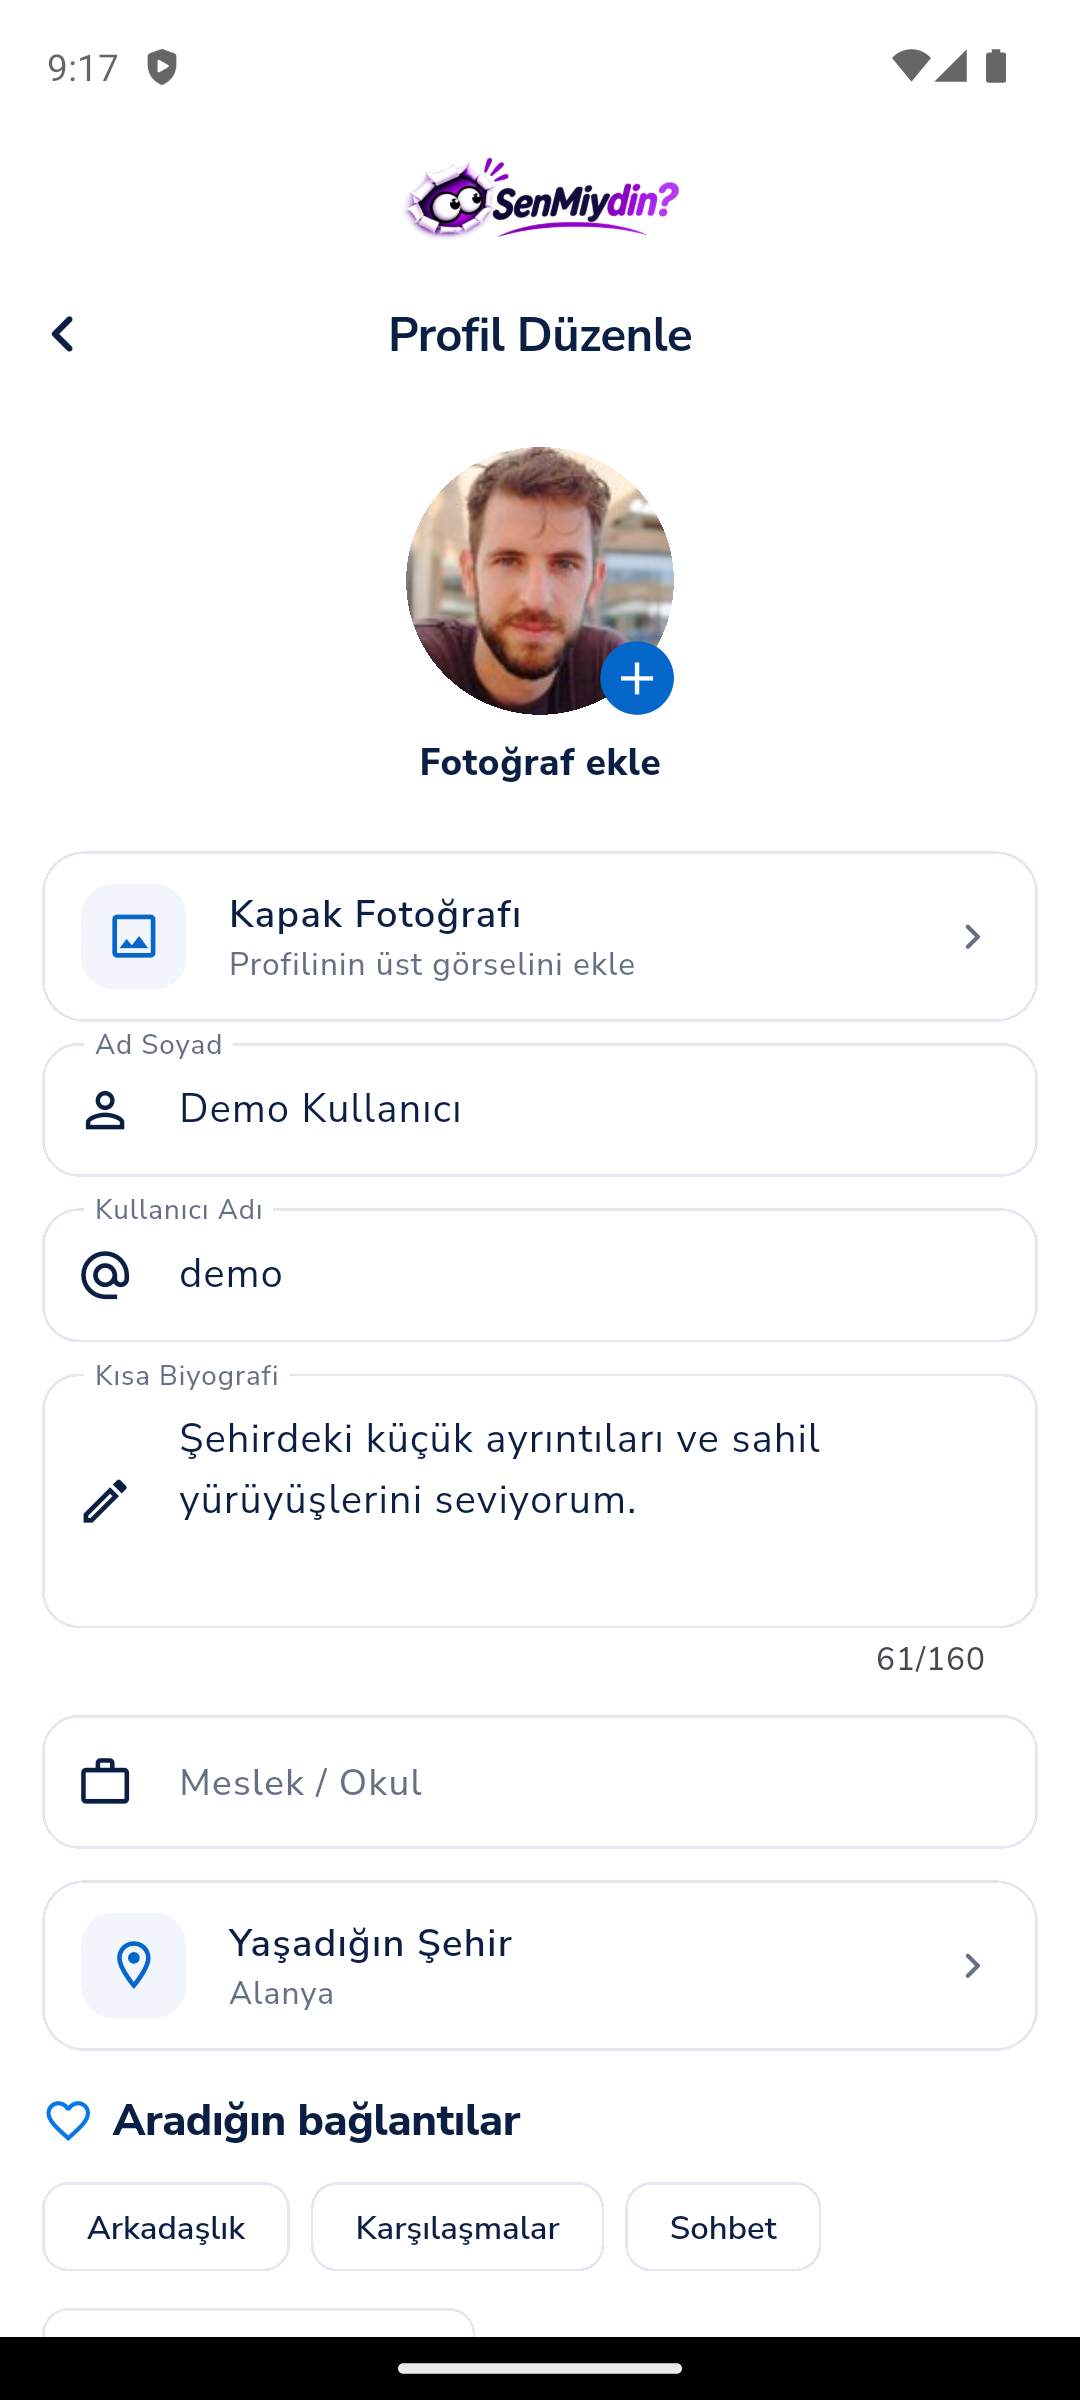 9:17
SenMiydin?
Profil Düzenle
Fotoğraf ekle
Kapak Fotoğrafı
Profilinin üst görselini ekle
Ad Soyad
Demo Kullanıcı
Kullanıcı Adı
demo
Kısa Biyografi
Şehirdeki küçük ayrıntıları ve sahil
yürüyüşlerini seviyorum.
61/160
Meslek / Okul
Yaşadığın Şehir
Alanya
Aradığın bağlantılar
Arkadaşlık Karşılaşmalar Sohbet